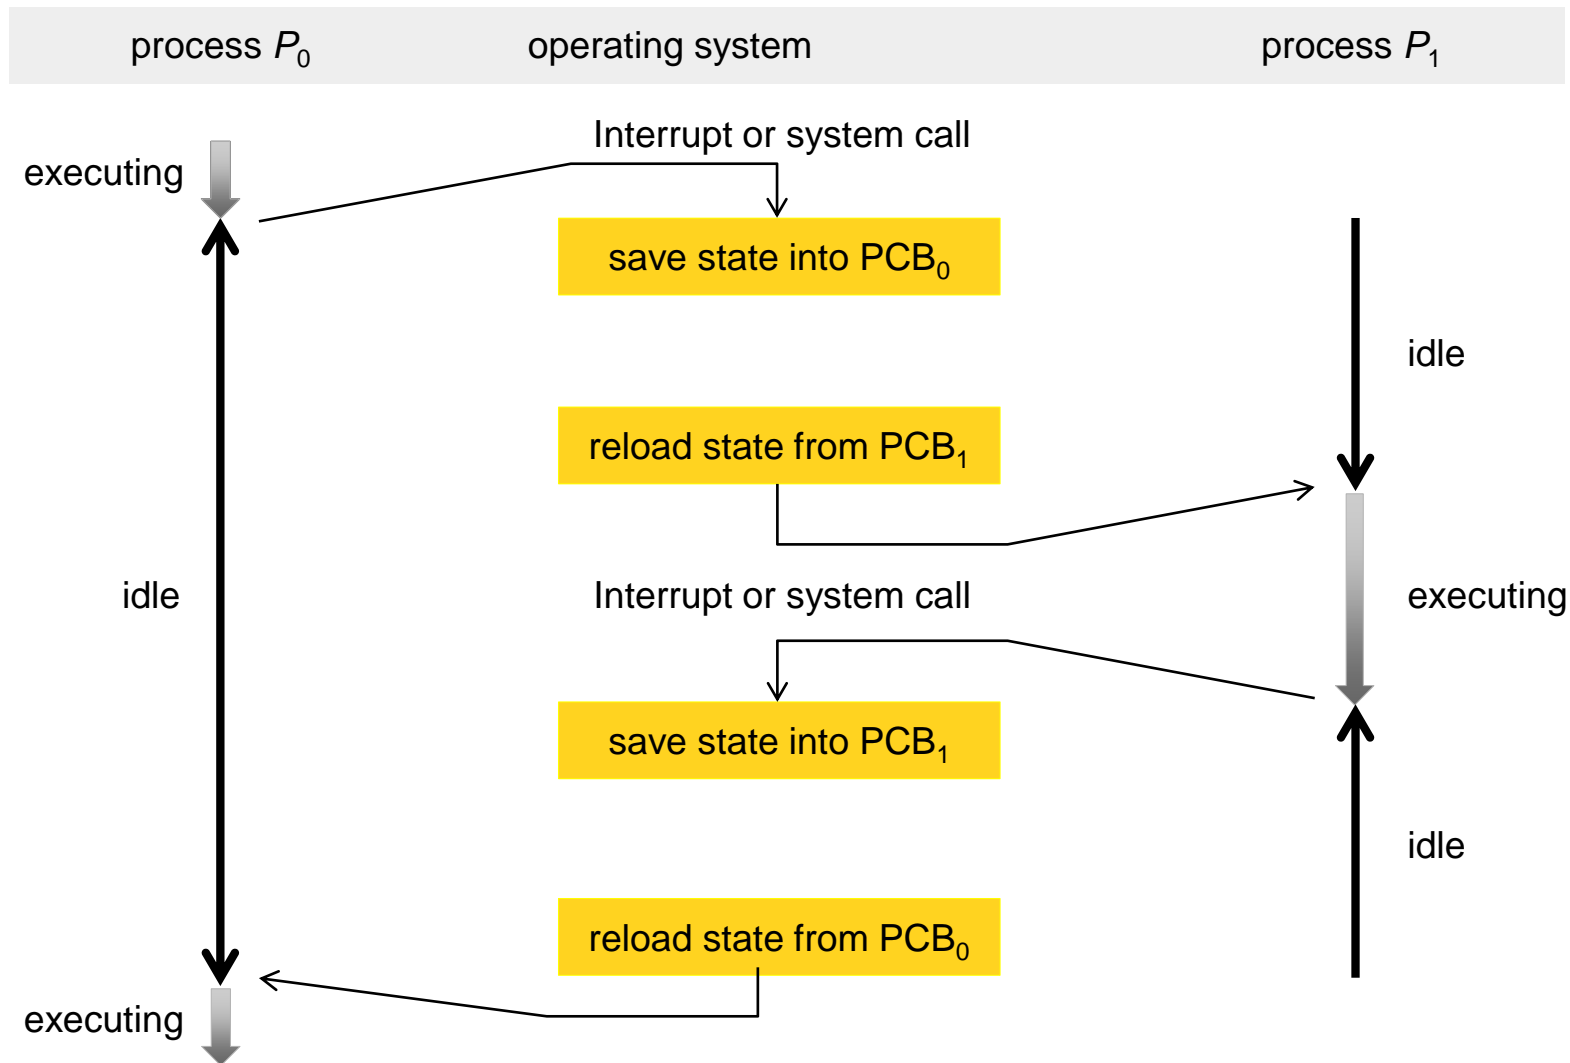 process P₀ operating system process P₁
Interrupt or system call
executing
save state into PCB₀
idle
reload state from PCB₁
idle Interrupt or system call executing
save state into PCB₁
idle
reload state from PCB₀
executing